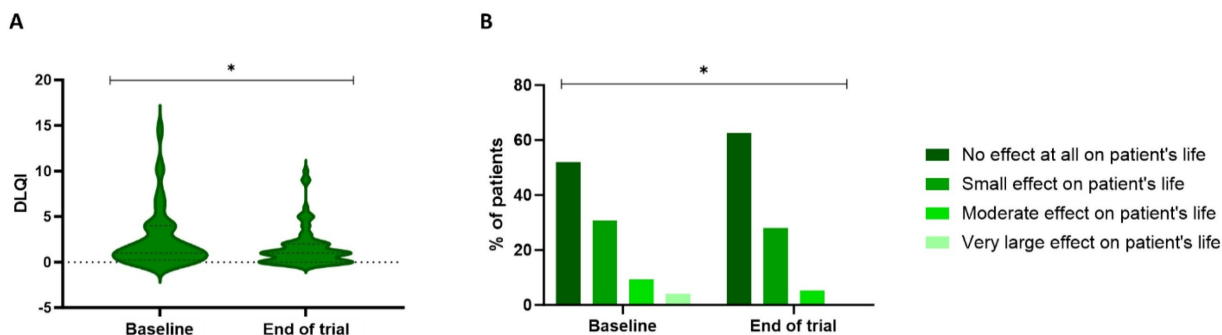 A
*
20
15
10
5
0
-5
DLQI
Baseline
End of trial
B
*
80
60
40
20
0
% of patients
Baseline
End of trial
No effect at all on patient's life
Small effect on patient's life
Moderate effect on patient's life
Very large effect on patient's life